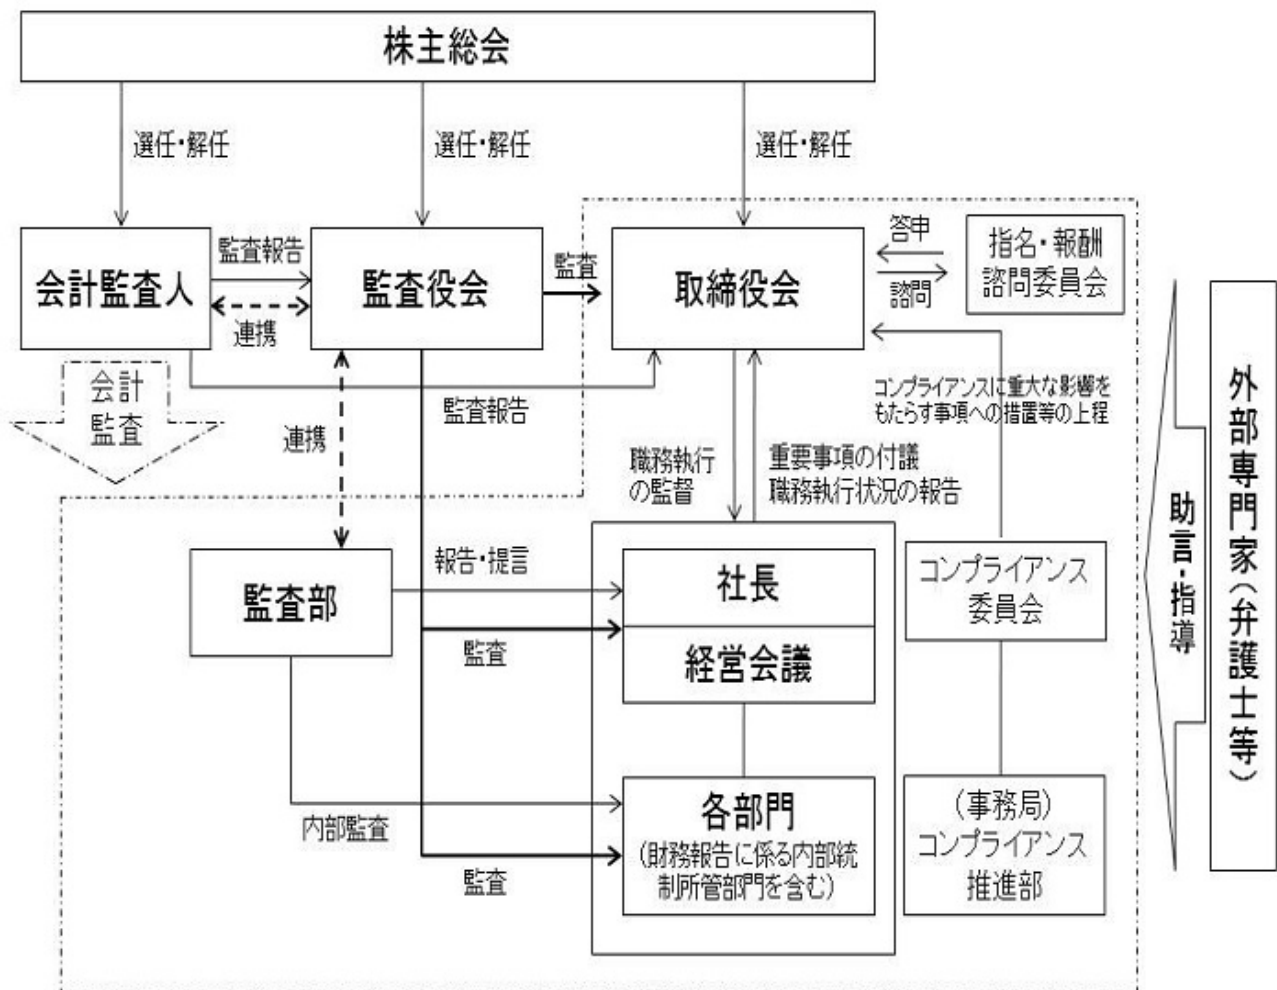 株主総会
選任・解任
選任・解任
選任・解任
会計監査人
監査報告
連携
監査役会
監査
取締役会
答申
諮問
指名・報酬
諮問委員会
会計
監査
監査報告
連携
コンプライアンスに重大な影響を
もたらす事項への措置等の上程
職務執行
の監督
重要事項の付議
職務執行状況の報告
外部専門家(弁護士等)
助言・指導
監査部
報告・提言
監査
社長
経営会議
コンプライアンス
委員会
内部監査
監査
各部門
(財務報告に係る内部統
制所管部門を含む)
(事務局)
コンプライアンス
推進部